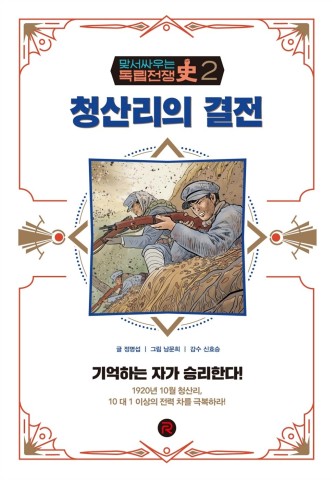 맞서싸우는
독립전쟁 史 2
청산리의 결전
글 정명섭 | 그림 남문희 | 감수 신효승
기억하는 자가 승리한다!
1920년 10월 청산리,
10 대 1 이상의 전력 차를 극복하라!